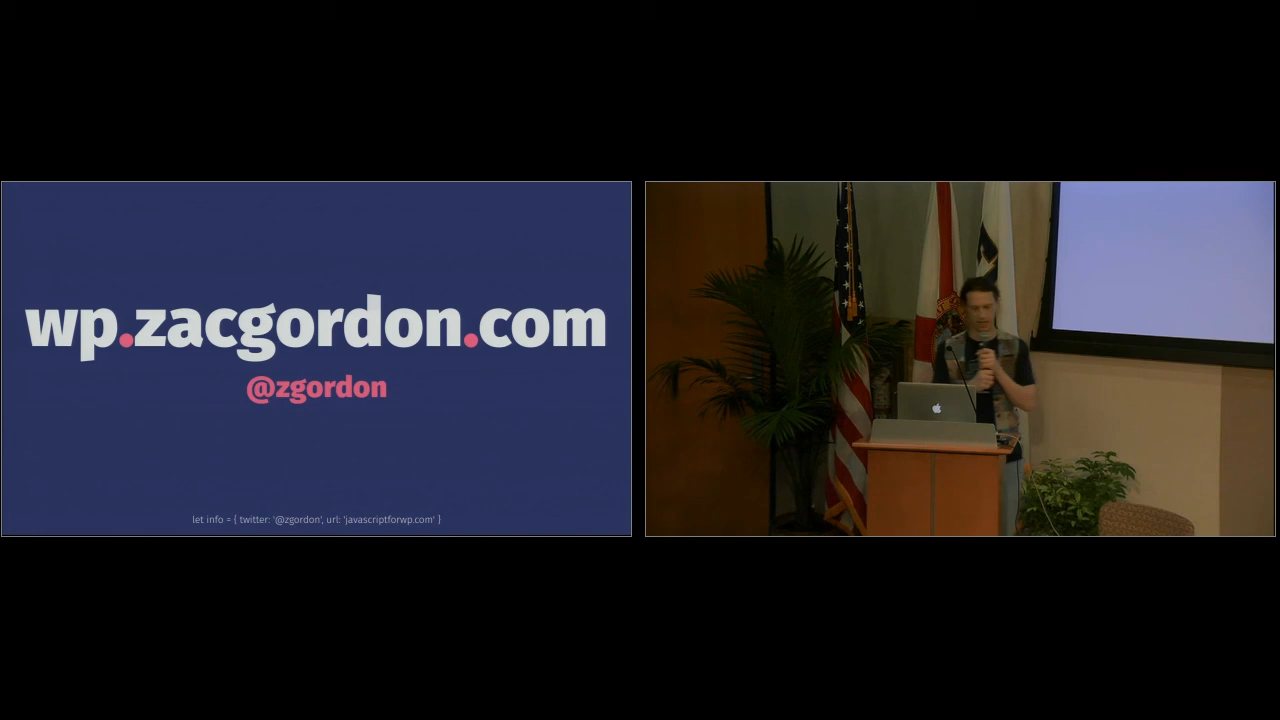 wp.zacgordon.com
@zgordon
let info = { twitter: '@zgordon', url: 'javascriptforwp.com' }